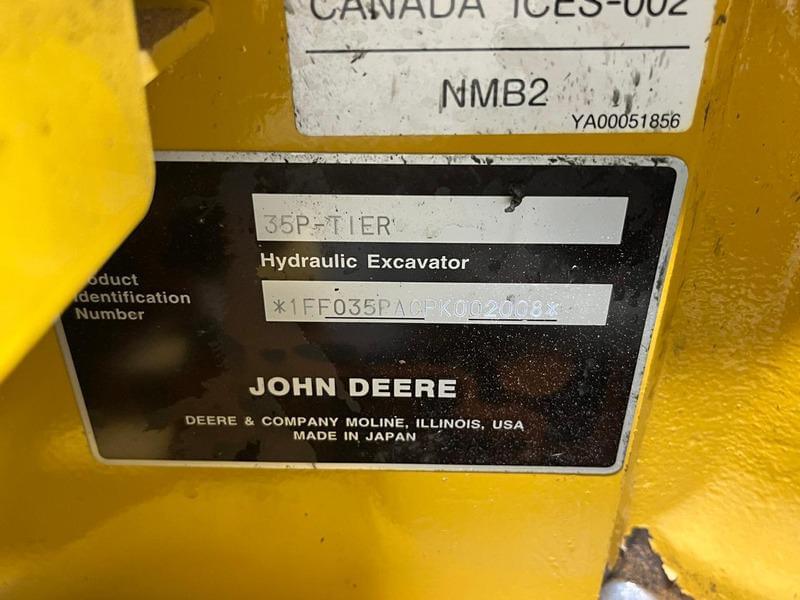 CANADA ICES-002
NMB2
YA00051856
35P-TIER
Hydraulic Excavator
Product
Identification
Number
JOHN DEERE
DEERE & COMPANY MOLINE, ILLINOIS, USA
MADE IN JAPAN